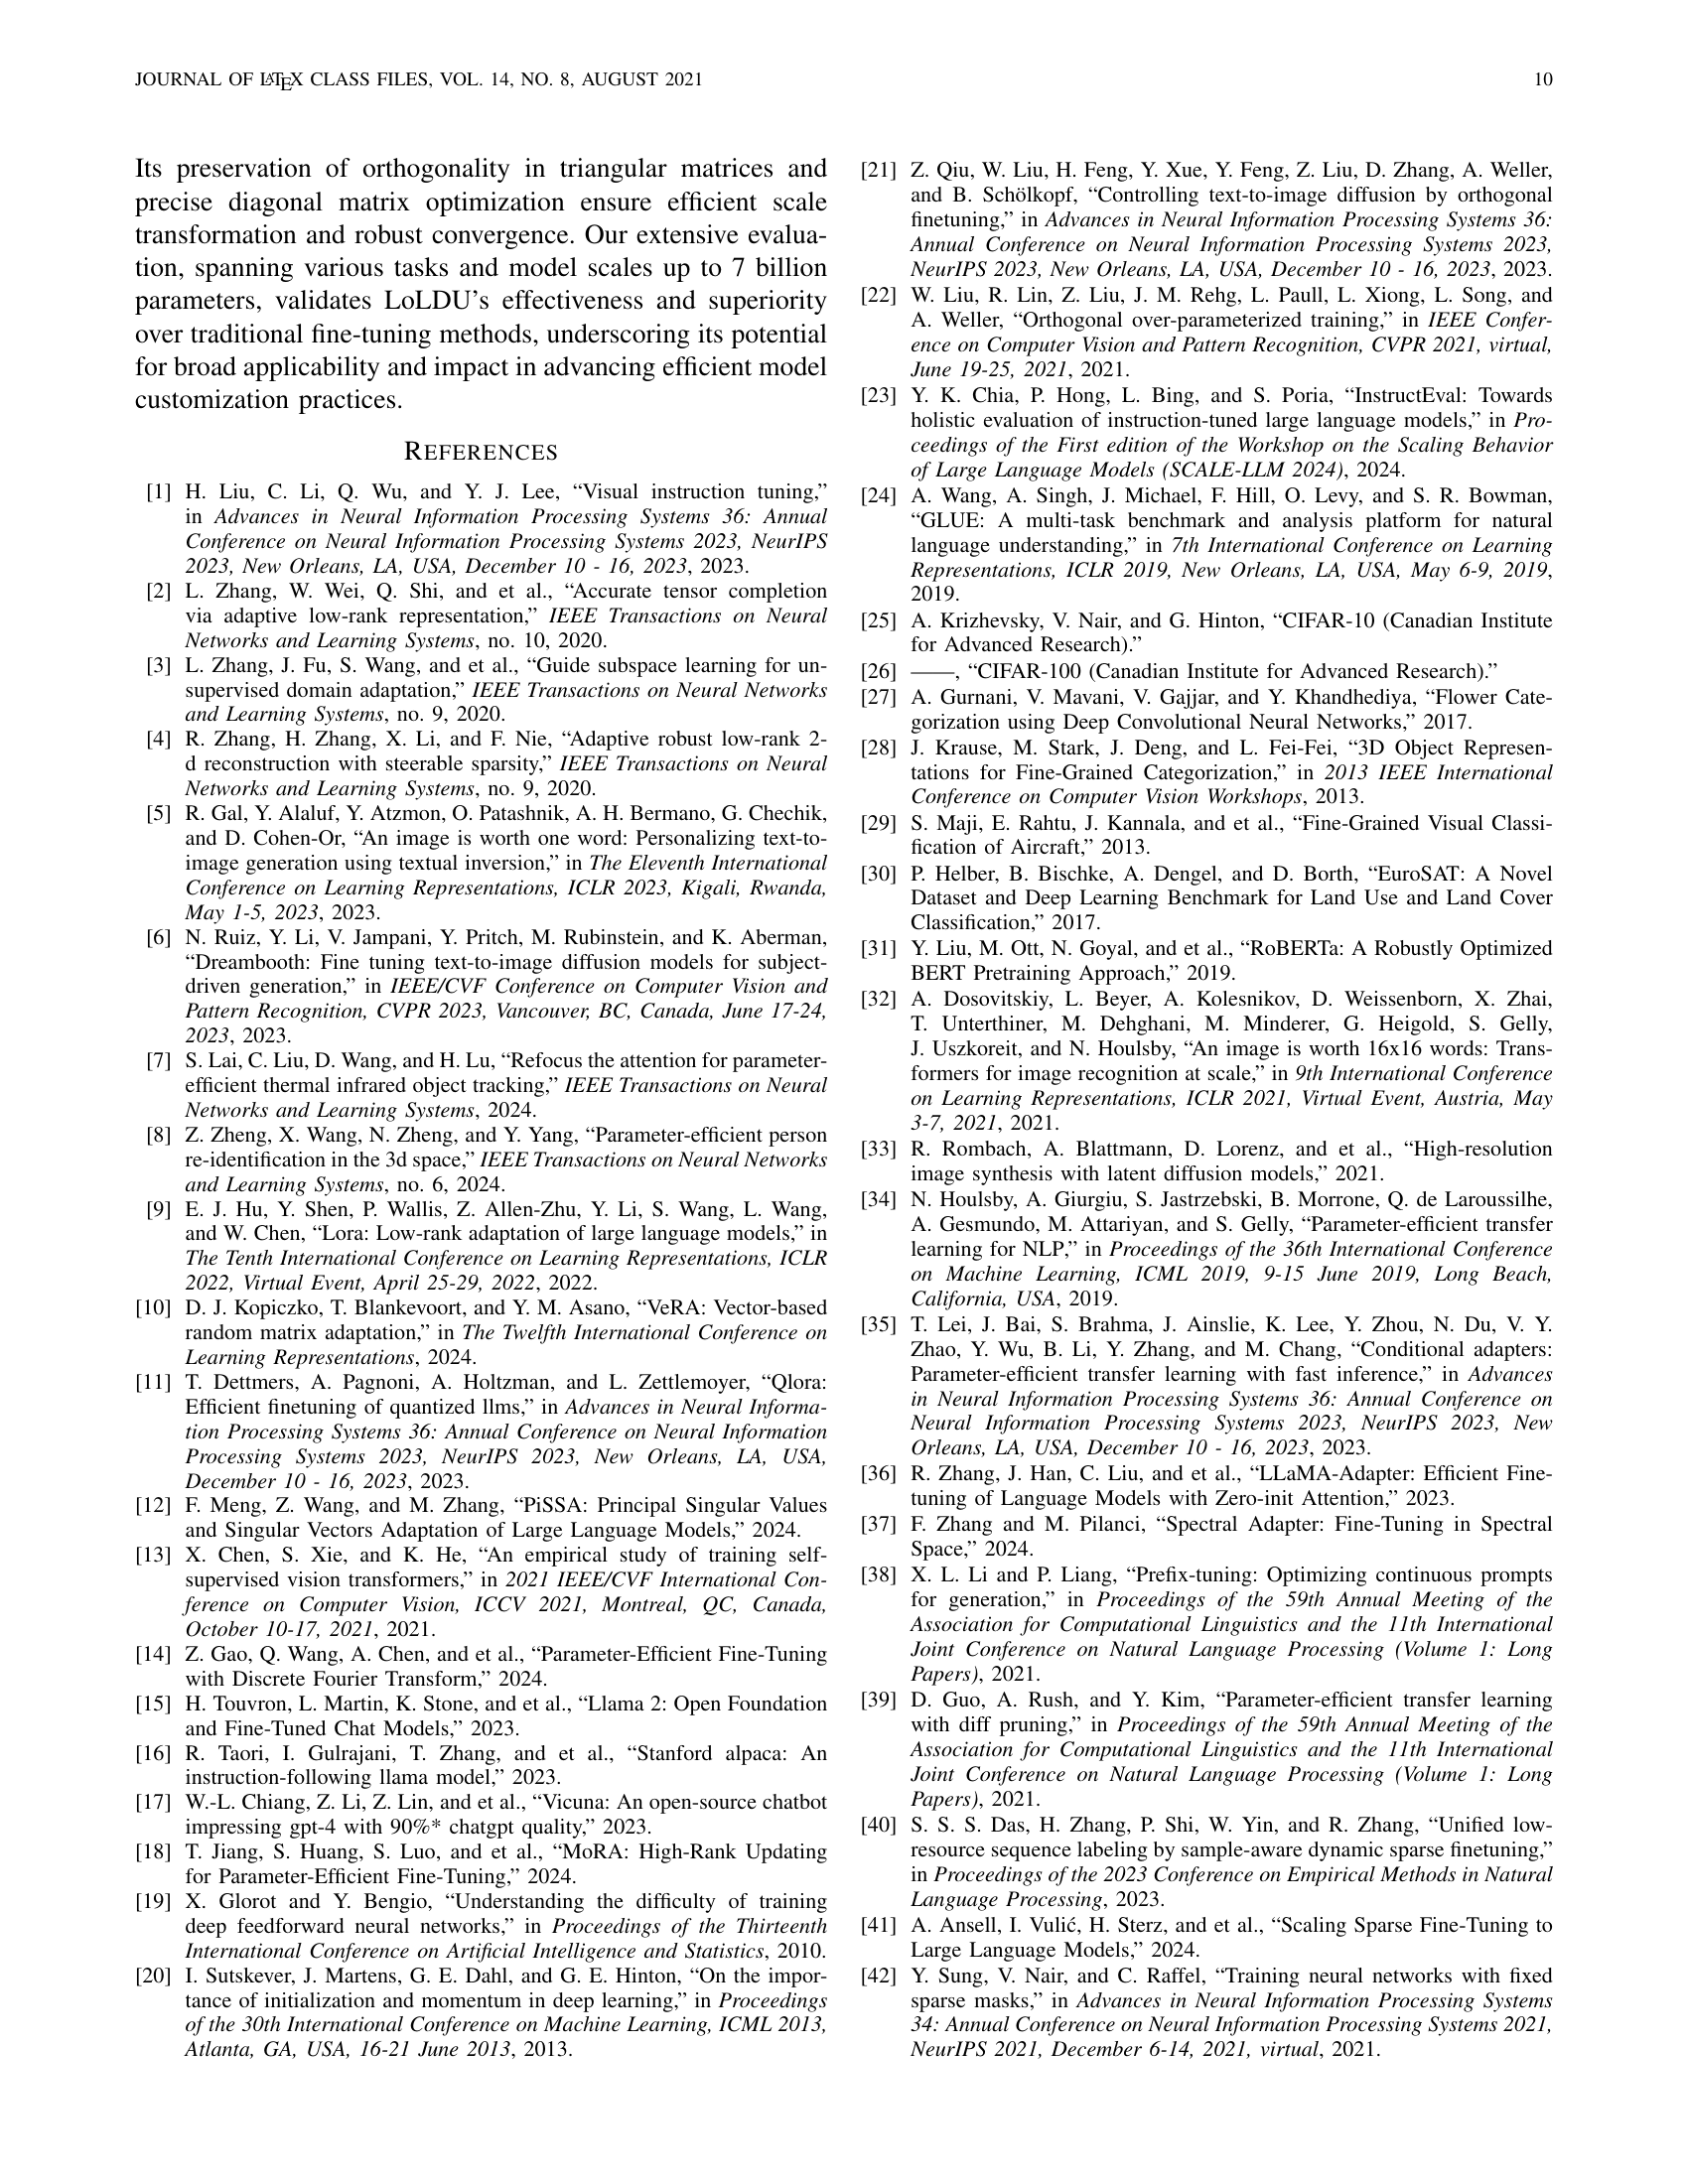 JOURNAL OF LATEX CLASS FILES, VOL. 14, NO. 8, AUGUST 2021
10
Its preservation of orthogonality in triangular matrices and
precise diagonal matrix optimization ensure efficient scale
transformation and robust convergence. Our extensive evalua-
tion, spanning various tasks and model scales up to 7 billion
parameters, validates LoLDU’s effectiveness and superiority
over traditional fine-tuning methods, underscoring its potential
for broad applicability and impact in advancing efficient model
customization practices.
REFERENCES
[1] H. Liu, C. Li, Q. Wu, and Y. J. Lee, “Visual instruction tuning,”
in Advances in Neural Information Processing Systems 36: Annual
Conference on Neural Information Processing Systems 2023, NeurIPS
2023, New Orleans, LA, USA, December 10 - 16, 2023, 2023.
[2] L. Zhang, W. Wei, Q. Shi, and et al., “Accurate tensor completion
via adaptive low-rank representation,” IEEE Transactions on Neural
Networks and Learning Systems, no. 10, 2020.
[3] L. Zhang, J. Fu, S. Wang, and et al., “Guide subspace learning for un-
supervised domain adaptation,” IEEE Transactions on Neural Networks
and Learning Systems, no. 9, 2020.
[4] R. Zhang, H. Zhang, X. Li, and F. Nie, “Adaptive robust low-rank 2-
d reconstruction with steerable sparsity,” IEEE Transactions on Neural
Networks and Learning Systems, no. 9, 2020.
[5] R. Gal, Y. Alaluf, Y. Atzmon, O. Patashnik, A. H. Bermano, G. Chechik,
and D. Cohen-Or, “An image is worth one word: Personalizing text-to-
image generation using textual inversion,” in The Eleventh International
Conference on Learning Representations, ICLR 2023, Kigali, Rwanda,
May 1-5, 2023, 2023.
[6] N. Ruiz, Y. Li, V. Jampani, Y. Pritch, M. Rubinstein, and K. Aberman,
“Dreambooth: Fine tuning text-to-image diffusion models for subject-
driven generation,” in IEEE/CVF Conference on Computer Vision and
Pattern Recognition, CVPR 2023, Vancouver, BC, Canada, June 17-24,
2023, 2023.
[7] S. Lai, C. Liu, D. Wang, and H. Lu, “Refocus the attention for parameter-
efficient thermal infrared object tracking,” IEEE Transactions on Neural
Networks and Learning Systems, 2024.
[8] Z. Zheng, X. Wang, N. Zheng, and Y. Yang, “Parameter-efficient person
re-identification in the 3d space,” IEEE Transactions on Neural Networks
and Learning Systems, no. 6, 2024.
[9] E. J. Hu, Y. Shen, P. Wallis, Z. Allen-Zhu, Y. Li, S. Wang, L. Wang,
and W. Chen, “Lora: Low-rank adaptation of large language models,” in
The Tenth International Conference on Learning Representations, ICLR
2022, Virtual Event, April 25-29, 2022, 2022.
[10] D. J. Kopiczko, T. Blankevoort, and Y. M. Asano, “VeRA: Vector-based
random matrix adaptation,” in The Twelfth International Conference on
Learning Representations, 2024.
[11] T. Dettmers, A. Pagnoni, A. Holtzman, and L. Zettlemoyer, “Qlora:
Efficient finetuning of quantized llms,” in Advances in Neural Informa-
tion Processing Systems 36: Annual Conference on Neural Information
Processing Systems 2023, NeurIPS 2023, New Orleans, LA, USA,
December 10 - 16, 2023, 2023.
[12] F. Meng, Z. Wang, and M. Zhang, “PiSSA: Principal Singular Values
and Singular Vectors Adaptation of Large Language Models,” 2024.
[13] X. Chen, S. Xie, and K. He, “An empirical study of training self-
supervised vision transformers,” in 2021 IEEE/CVF International Con-
ference on Computer Vision, ICCV 2021, Montreal, QC, Canada,
October 10-17, 2021, 2021.
[14] Z. Gao, Q. Wang, A. Chen, and et al., “Parameter-Efficient Fine-Tuning
with Discrete Fourier Transform,” 2024.
[15] H. Touvron, L. Martin, K. Stone, and et al., “Llama 2: Open Foundation
and Fine-Tuned Chat Models,” 2023.
[16] R. Taori, I. Gulrajani, T. Zhang, and et al., “Stanford alpaca: An
instruction-following llama model,” 2023.
[17] W.-L. Chiang, Z. Li, Z. Lin, and et al., “Vicuna: An open-source chatbot
impressing gpt-4 with 90%* chatgpt quality,” 2023.
[18] T. Jiang, S. Huang, S. Luo, and et al., “MoRA: High-Rank Updating
for Parameter-Efficient Fine-Tuning,” 2024.
[19] X. Glorot and Y. Bengio, “Understanding the difficulty of training
deep feedforward neural networks,” in Proceedings of the Thirteenth
International Conference on Artificial Intelligence and Statistics, 2010.
[20] I. Sutskever, J. Martens, G. E. Dahl, and G. E. Hinton, “On the impor-
tance of initialization and momentum in deep learning,” in Proceedings
of the 30th International Conference on Machine Learning, ICML 2013,
Atlanta, GA, USA, 16-21 June 2013, 2013.
[21] Z. Qiu, W. Liu, H. Feng, Y. Xue, Y. Feng, Z. Liu, D. Zhang, A. Weller,
and B. Schölkopf, “Controlling text-to-image diffusion by orthogonal
finetuning,” in Advances in Neural Information Processing Systems 36:
Annual Conference on Neural Information Processing Systems 2023,
NeurIPS 2023, New Orleans, LA, USA, December 10 - 16, 2023, 2023.
[22] W. Liu, R. Lin, Z. Liu, J. M. Rehg, L. Paull, L. Xiong, L. Song, and
A. Weller, “Orthogonal over-parameterized training,” in IEEE Confer-
ence on Computer Vision and Pattern Recognition, CVPR 2021, virtual,
June 19-25, 2021, 2021.
[23] Y. K. Chia, P. Hong, L. Bing, and S. Poria, “InstructEval: Towards
holistic evaluation of instruction-tuned large language models,” in Pro-
ceedings of the First edition of the Workshop on the Scaling Behavior
of Large Language Models (SCALE-LLM 2024), 2024.
[24] A. Wang, A. Singh, J. Michael, F. Hill, O. Levy, and S. R. Bowman,
“GLUE: A multi-task benchmark and analysis platform for natural
language understanding,” in 7th International Conference on Learning
Representations, ICLR 2019, New Orleans, LA, USA, May 6-9, 2019,
2019.
[25] A. Krizhevsky, V. Nair, and G. Hinton, “CIFAR-10 (Canadian Institute
for Advanced Research).”
[26] ——, “CIFAR-100 (Canadian Institute for Advanced Research).”
[27] A. Gurnani, V. Mavani, V. Gajjar, and Y. Khandhediya, “Flower Cate-
gorization using Deep Convolutional Neural Networks,” 2017.
[28] J. Krause, M. Stark, J. Deng, and L. Fei-Fei, “3D Object Represen-
tations for Fine-Grained Categorization,” in 2013 IEEE International
Conference on Computer Vision Workshops, 2013.
[29] S. Maji, E. Rahtu, J. Kannala, and et al., “Fine-Grained Visual Classi-
fication of Aircraft,” 2013.
[30] P. Helber, B. Bischke, A. Dengel, and D. Borth, “EuroSAT: A Novel
Dataset and Deep Learning Benchmark for Land Use and Land Cover
Classification,” 2017.
[31] Y. Liu, M. Ott, N. Goyal, and et al., “RoBERTa: A Robustly Optimized
BERT Pretraining Approach,” 2019.
[32] A. Dosovitskiy, L. Beyer, A. Kolesnikov, D. Weissenborn, X. Zhai,
T. Unterthiner, M. Dehghani, M. Minderer, G. Heigold, S. Gelly,
J. Uszkoreit, and N. Houlsby, “An image is worth 16x16 words: Trans-
formers for image recognition at scale,” in 9th International Conference
on Learning Representations, ICLR 2021, Virtual Event, Austria, May
3-7, 2021, 2021.
[33] R. Rombach, A. Blattmann, D. Lorenz, and et al., “High-resolution
image synthesis with latent diffusion models,” 2021.
[34] N. Houlsby, A. Giurgiu, S. Jastrzebski, B. Morrone, Q. de Laroussilhe,
A. Gesmundo, M. Attariyan, and S. Gelly, “Parameter-efficient transfer
learning for NLP,” in Proceedings of the 36th International Conference
on Machine Learning, ICML 2019, 9-15 June 2019, Long Beach,
California, USA, 2019.
[35] T. Lei, J. Bai, S. Brahma, J. Ainslie, K. Lee, Y. Zhou, N. Du, V. Y.
Zhao, Y. Wu, B. Li, Y. Zhang, and M. Chang, “Conditional adapters:
Parameter-efficient transfer learning with fast inference,” in Advances
in Neural Information Processing Systems 36: Annual Conference on
Neural Information Processing Systems 2023, NeurIPS 2023, New
Orleans, LA, USA, December 10 - 16, 2023, 2023.
[36] R. Zhang, J. Han, C. Liu, and et al., “LLaMA-Adapter: Efficient Fine-
tuning of Language Models with Zero-init Attention,” 2023.
[37] F. Zhang and M. Pilanci, “Spectral Adapter: Fine-Tuning in Spectral
Space,” 2024.
[38] X. L. Li and P. Liang, “Prefix-tuning: Optimizing continuous prompts
for generation,” in Proceedings of the 59th Annual Meeting of the
Association for Computational Linguistics and the 11th International
Joint Conference on Natural Language Processing (Volume 1: Long
Papers), 2021.
[39] D. Guo, A. Rush, and Y. Kim, “Parameter-efficient transfer learning
with diff pruning,” in Proceedings of the 59th Annual Meeting of the
Association for Computational Linguistics and the 11th International
Joint Conference on Natural Language Processing (Volume 1: Long
Papers), 2021.
[40] S. S. S. Das, H. Zhang, P. Shi, W. Yin, and R. Zhang, “Unified low-
resource sequence labeling by sample-aware dynamic sparse finetuning,”
in Proceedings of the 2023 Conference on Empirical Methods in Natural
Language Processing, 2023.
[41] A. Ansell, I. Vulić, H. Sterz, and et al., “Scaling Sparse Fine-Tuning to
Large Language Models,” 2024.
[42] Y. Sung, V. Nair, and C. Raffel, “Training neural networks with fixed
sparse masks,” in Advances in Neural Information Processing Systems
34: Annual Conference on Neural Information Processing Systems 2021,
NeurIPS 2021, December 6-14, 2021, virtual, 2021.